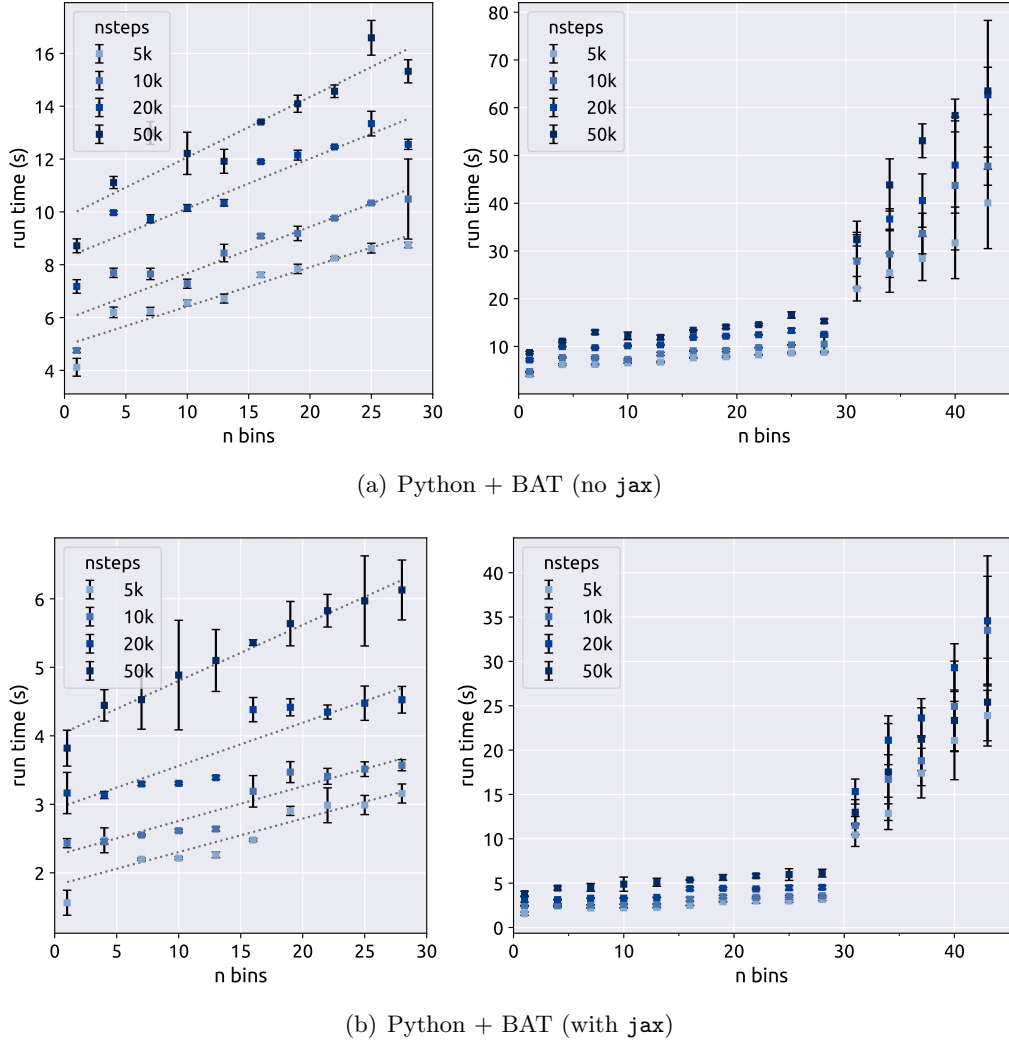 nsteps
5k
10k
20k
50k
16
14
12
10
8
6
4
run time (s)
0
5
10
15
20
25
30
n bins
nsteps
5k
10k
20k
50k
80
70
60
50
40
30
20
10
run time (s)
0
10
20
30
40
n bins
(a) Python + BAT (no jax)
nsteps
5k
10k
20k
50k
6
5
4
3
2
run time (s)
0
5
10
15
20
25
30
n bins
nsteps
5k
10k
20k
50k
40
35
30
25
20
15
10
5
0
run time (s)
0
10
20
30
40
n bins
(b) Python + BAT (with jax)